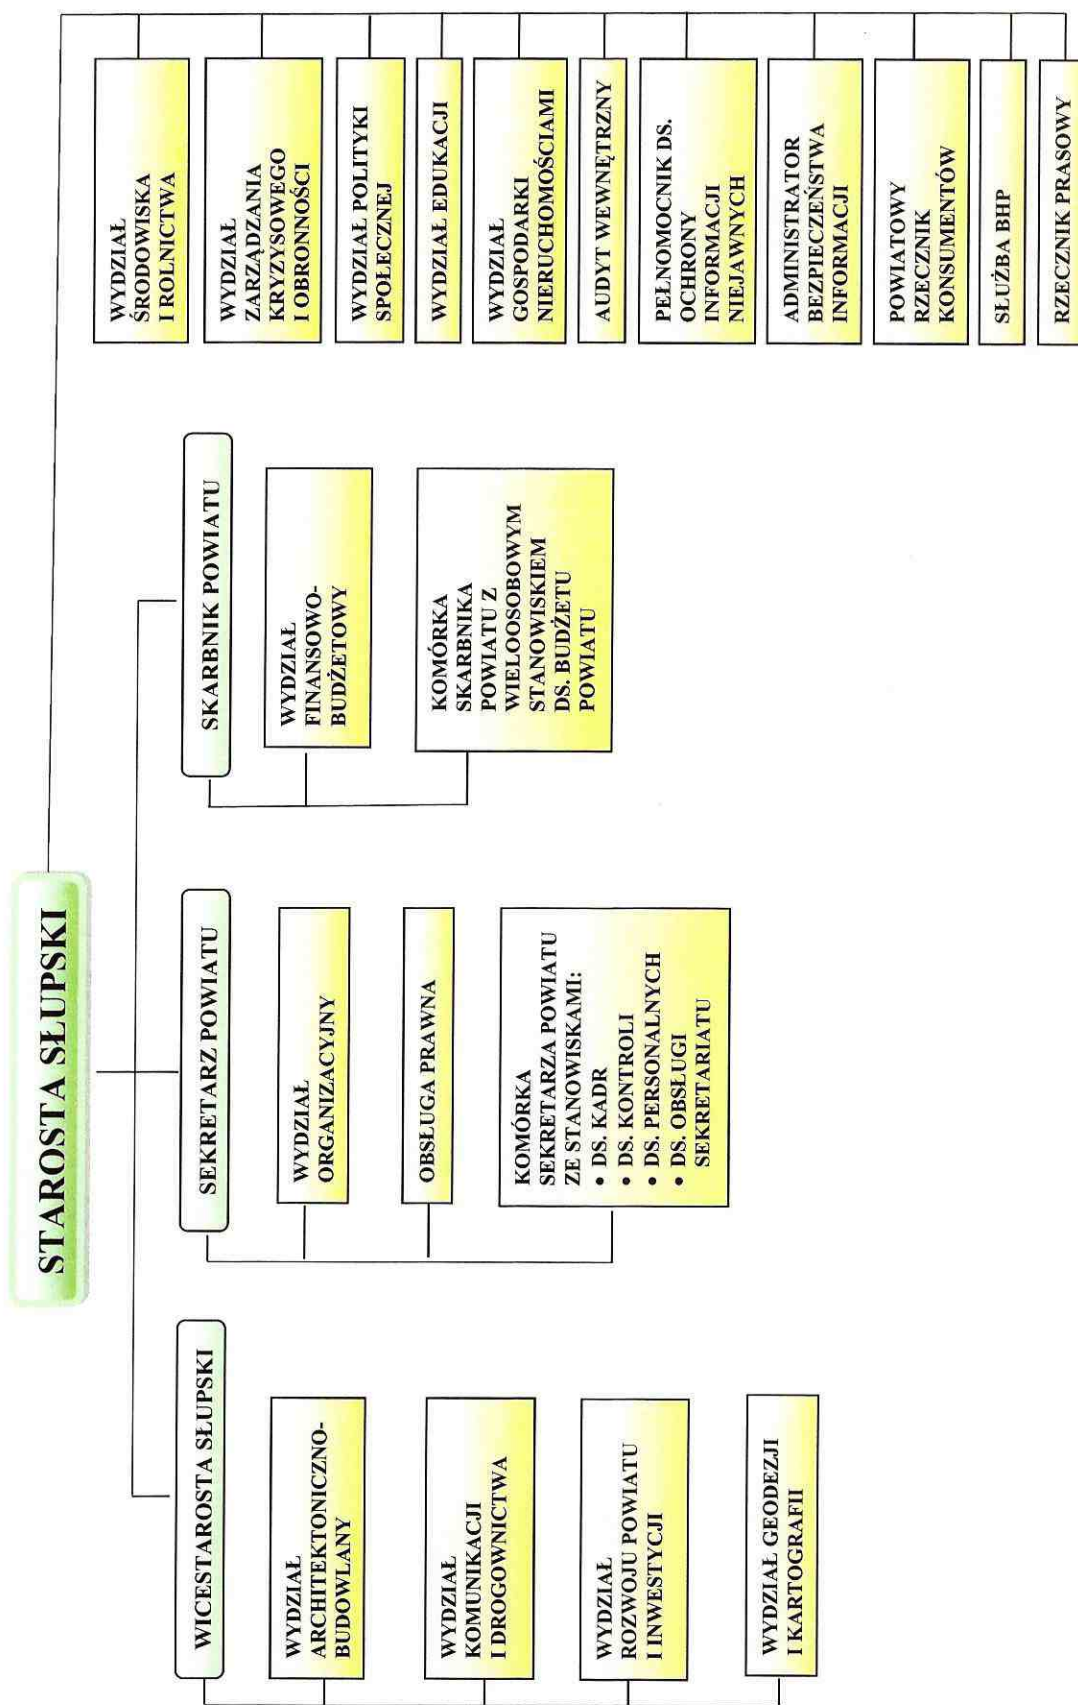 STAROSTA SŁUPSKI
WICESTAROSTA SŁUPSKI
WYDZIAŁ
ARCHITEKTONICZNO-
BUDOWLANY
WYDZIAŁ
KOMUNIKACJI
I DROGOWNICTWA
WYDZIAŁ
ROZWOJU POWIATU
I INWESTYCJI
WYDZIAŁ GEODEZJI
I KARTOGRAFII
SEKRETARZ POWIATU
WYDZIAŁ
ORGANIZACYJNY
OBSŁUGA PRAWNA
KOMÓRKA
SEKRETARZA POWIATU
ZE STANOWISKAMI:
• DS. KADR
• DS. KONTROLI
• DS. PERSONALNYCH
• DS. OBSŁUGI
SEKRETARIATU
SKARBNIK POWIATU
WYDZIAŁ
FINANSOWO-
BUDŻETOWY
KOMÓRKA
SKARBNIKA
POWIATU Z
WIELOOSOBOWYM
STANOWISKIEM
DS. BUDŻETU
POWIATU
WYDZIAŁ
ŚRODOWISKA
I ROLNICTWA
WYDZIAŁ
ZARZĄDZANIA
KRYZYSOWEGO
I OBRONNOŚCI
WYDZIAŁ POLITYKI
SPOŁECZNEJ
WYDZIAŁ EDUKACJI
WYDZIAŁ
GOSPODARKI
NIERUCHOMOŚCIAMI
AUDYT WEWNĘTRZNY
PEŁNOMOCNIK DS.
OCHRONY
INFORMACJI
NIEJAWNYCH
ADMINISTRATOR
BEZPIECZEŃSTWA
INFORMACJI
POWIATOWY
RZECZNIK
KONSUMENTÓW
SŁUŻBA BHP
RZECZNIK PRASOWY